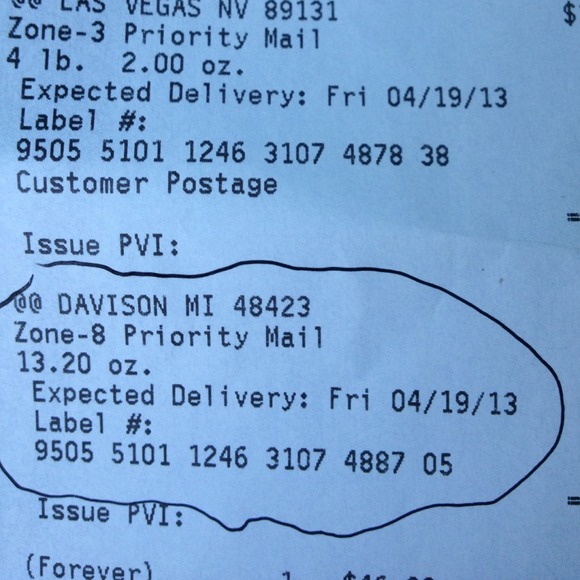 @@ LAS VEGAS NV 89131
Zone-3 Priority Mail
4 lb. 2.00 oz.
Expected Delivery: Fri 04/19/13
Label #:
9505 5101 1246 3107 4878 38
Customer Postage
=
Issue PVI:
@@ DAVISON MI 48423
Zone-8 Priority Mail
13.20 oz.
Expected Delivery: Fri 04/19/13
Label #:
9505 5101 1246 3107 4887 05
=
Issue PVI:
(Forever)